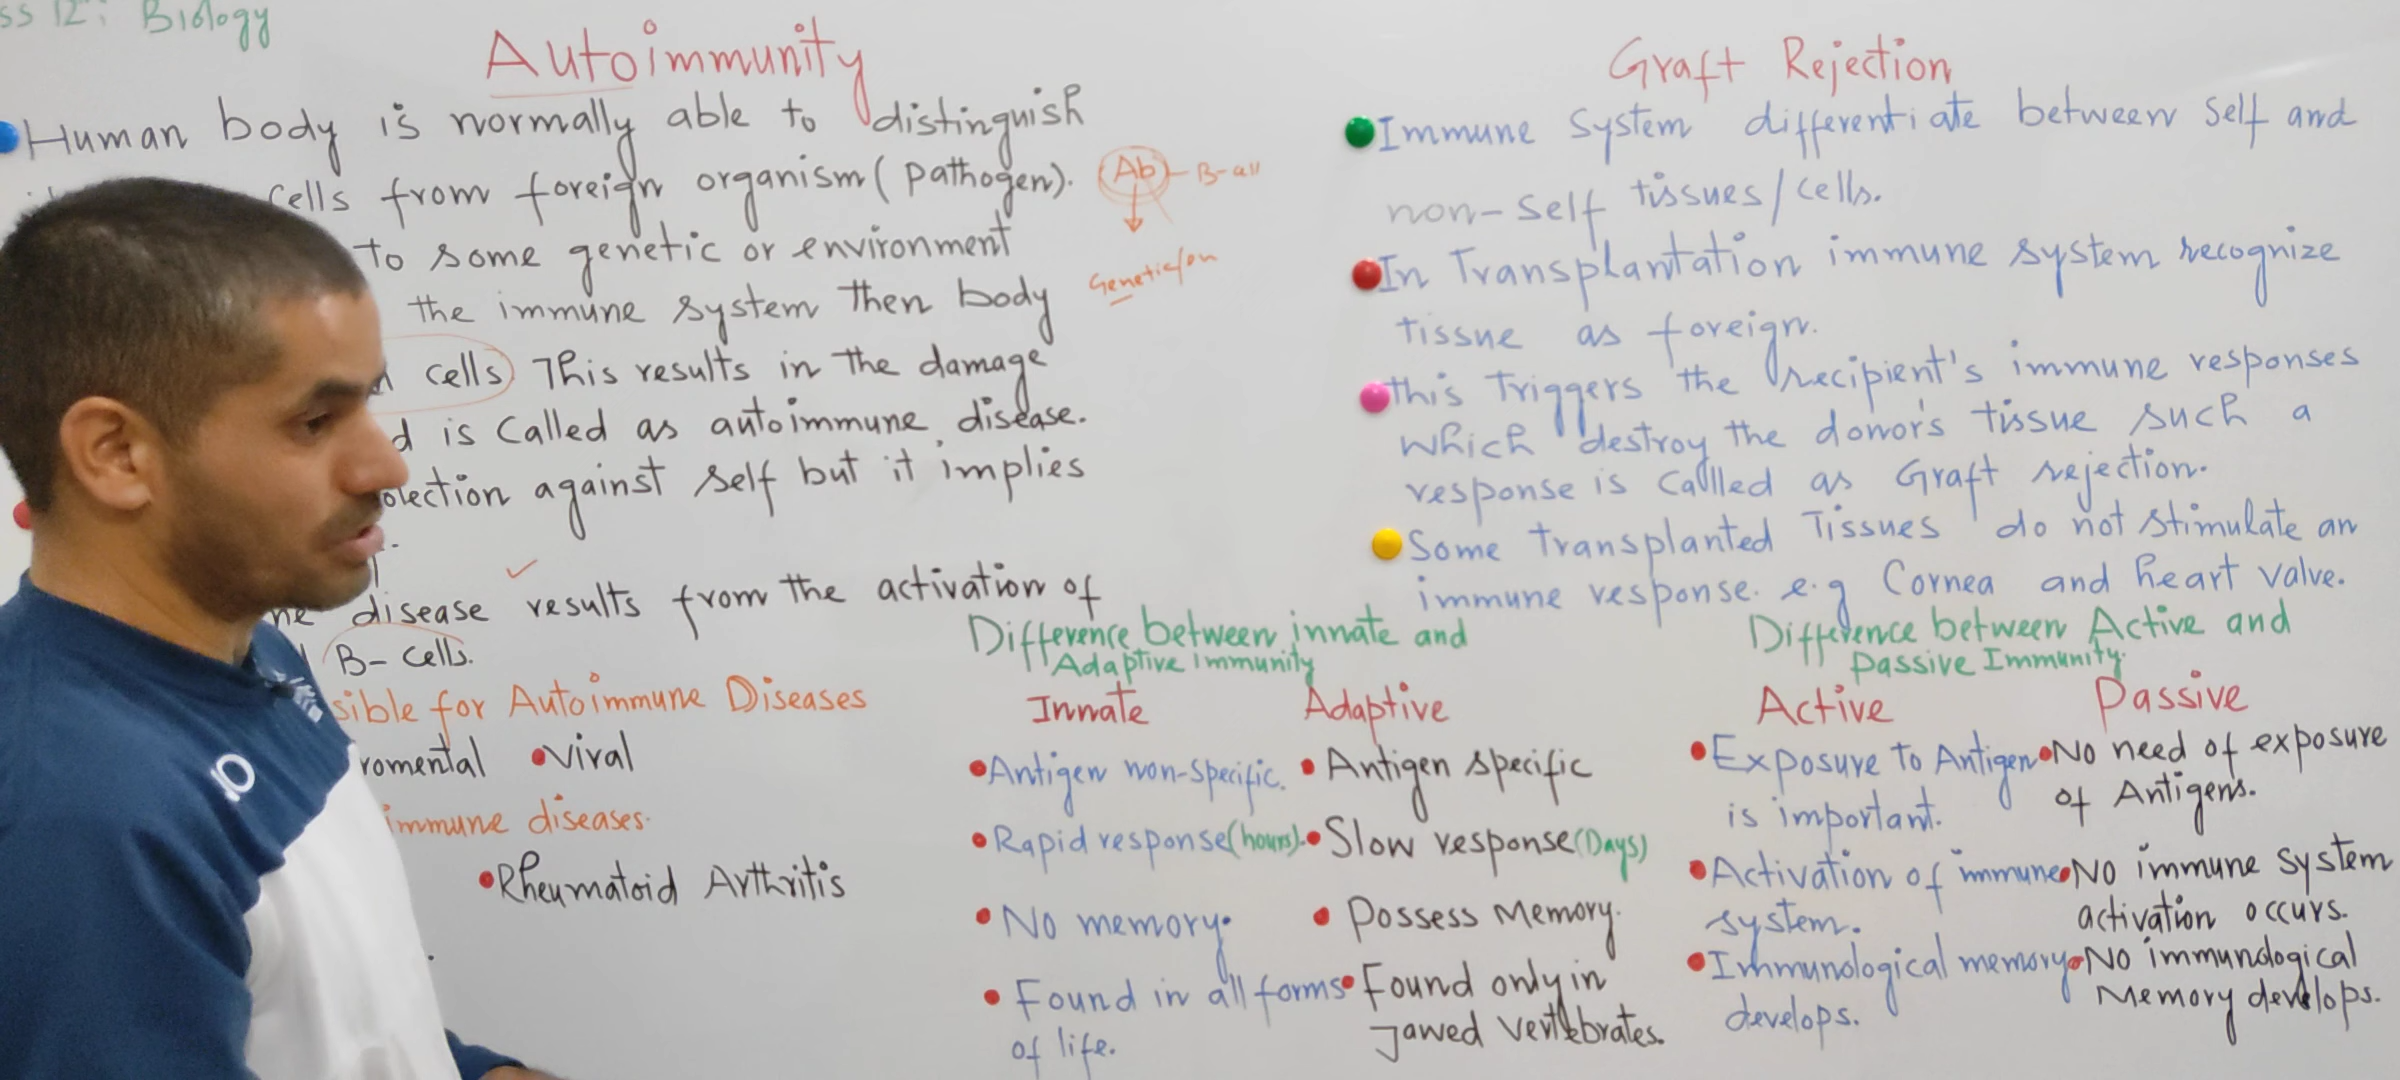 ss 12: Biology
Autoimmunity
Human body is normally able to distinguish
cells from foreign organism (pathogen).
to some genetic or environment
the immune system then body
cells) This results in the damage
d is called as autoimmune disease.
otection against self but it implies
disease results from the activation of
B- cells.
sible for Autoimmune Diseases
romental • Viral
immune diseases.
• Rheumatoid Arthritis
Ab - B-cell
Genetic/en
Graft Rejection
Immune system differentiate between self and
non-self tissues/cells.
In Transplantation immune system recognize
tissue as foreign.
this Triggers the recipient's immune responses
which destroy the donor's tissue such a
response is called as Graft rejection.
Some transplanted Tissues do not stimulate an
immune response. e.g Cornea and heart valve.
Difference between innate and
Adaptive Immunity
Innate Adaptive
• Antigen non-specific. • Antigen specific
• Rapid response (hours). • Slow response (Days)
• No memory. • Possess Memory.
• Found in all forms • Found only in
of life. Jawed vertebrates.
Difference between Active and
Passive Immunity.
Active Passive
• Exposure to Antigen • No need of exposure
is important. of Antigens.
• Activation of immune • No immune system
system. activation occurs.
• Immunological memory • No immunological
develops. Memory develops.